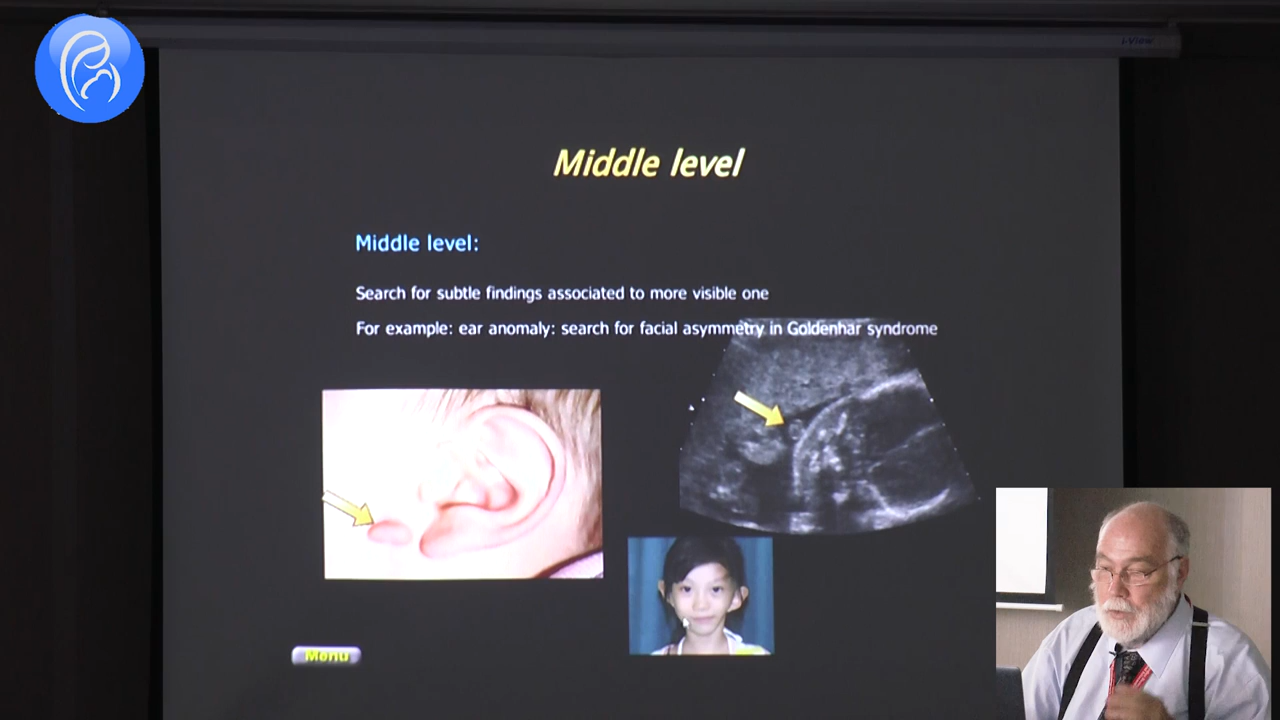 i-View
Middle level
Middle level:
Search for subtle findings associated to more visible one
For example: ear anomaly: search for facial asymmetry in Goldenhar syndrome
Menu